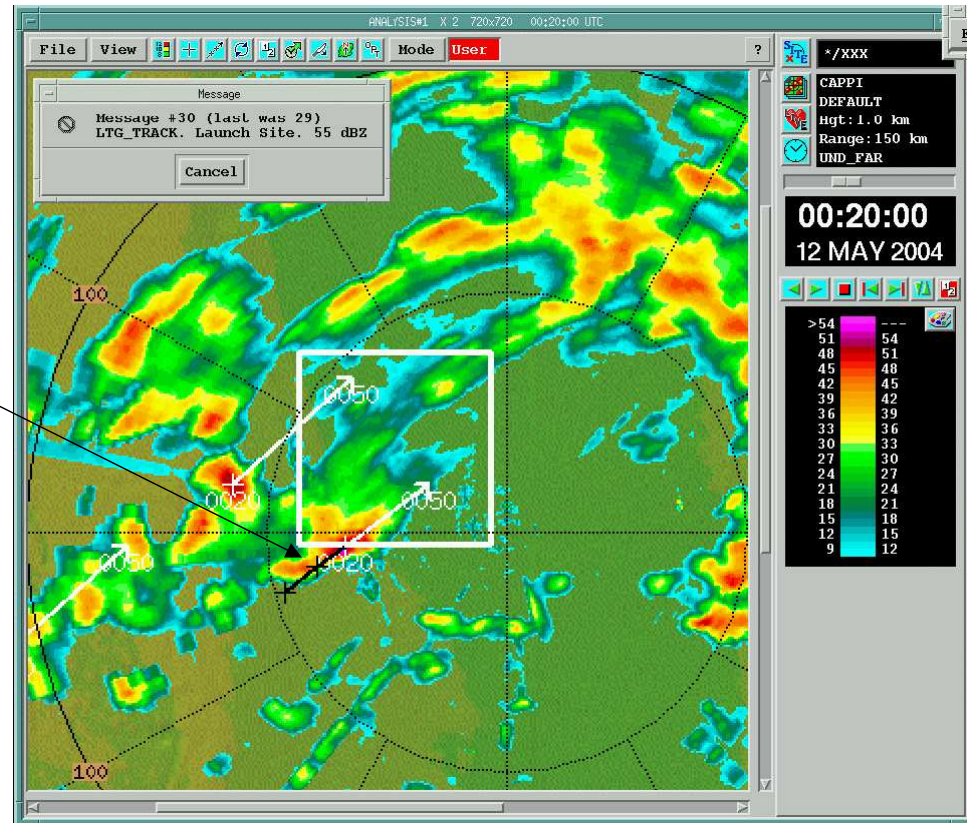 ANALYSIS#1 X 2 720x720 00:20:00 UTC
File View Mode User ?
Message
Message #30 (last was 29)
LTG_TRACK. Launch Site. 55 dBZ
Cancel
SITE
*/XXX
CAPPI
DEFAULT
Hgt:1.0 km
Range:150 km
UND_FAR
00:20:00
12 MAY 2004
>54 ---
51 54
48 51
45 48
42 45
39 42
36 39
33 36
30 33
27 30
24 27
21 24
18 21
15 18
12 15
9 12
100
0050
0020
0050
0050
0020
100